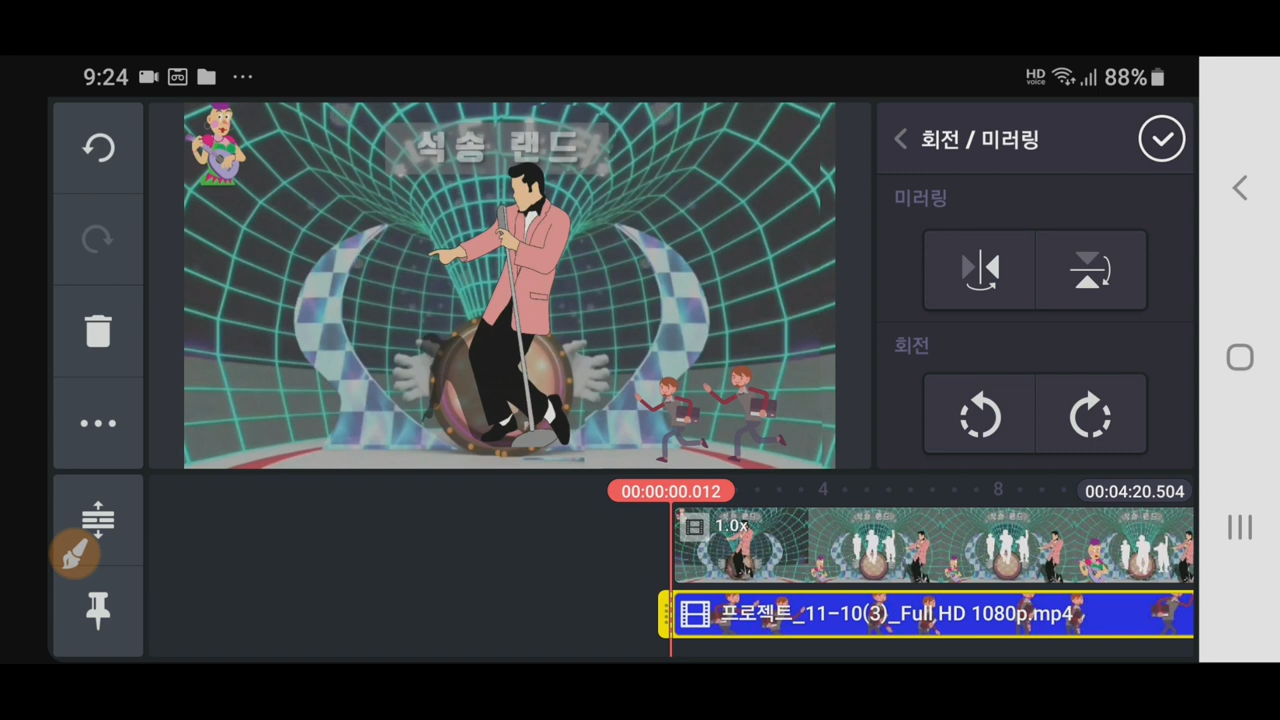 9:24
HD voice 88%
석송 랜드
회전 / 미러링
미러링
회전
00:00:00.012
4
8
00:04:20.504
1.0x
프로젝트_11-10(3)_Full HD 1080p.mp4